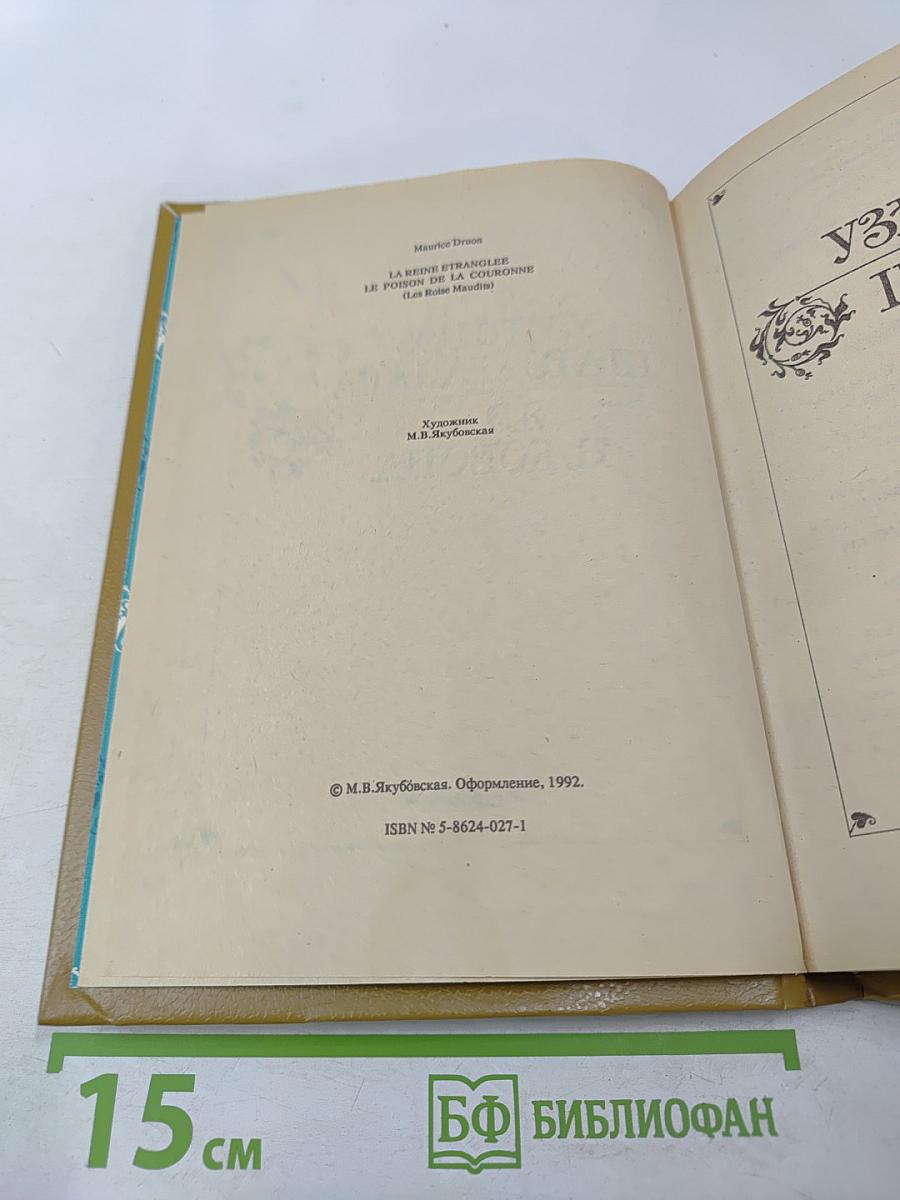 Maurice Druon
LA REINE ETRANGLEE
LE POISON DE LA COURONNE
(Les Roise Maudits)
Художник
М.В.Якубовская
© М.В.Якубовская. Оформление, 1992.
ISBN № 5-8624-027-1
15 см
БФ БИБЛИОФАН